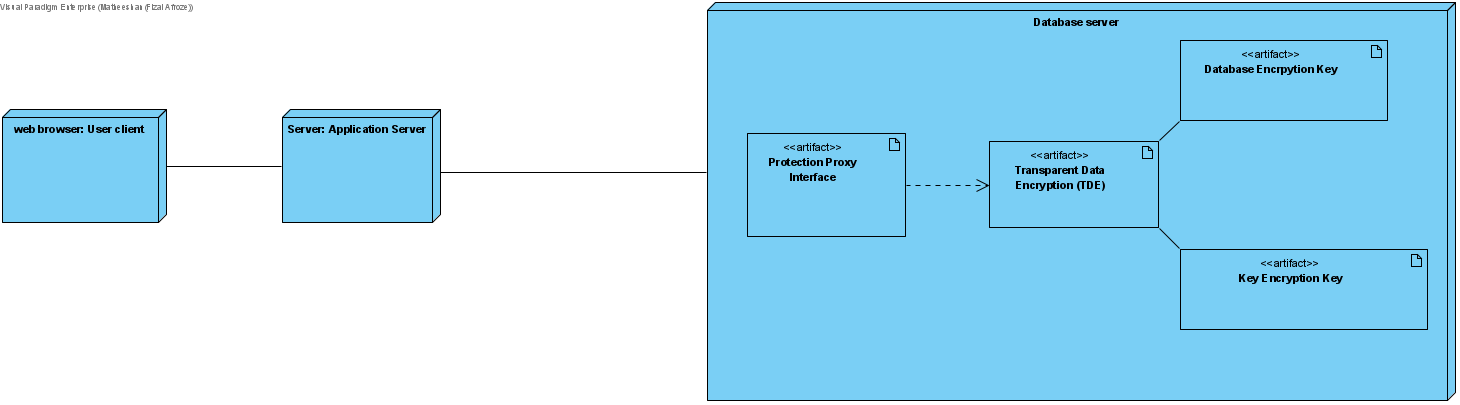 Visual Paradigm Enterprise (Matheeshan (Fizal Afroze))
Database server
<<artifact>>
Database Encrpytion Key
web browser: User client
Server: Application Server
<<artifact>>
Protection Proxy
Interface
<<artifact>>
Transparent Data
Encryption (TDE)
<<artifact>>
Key Encryption Key